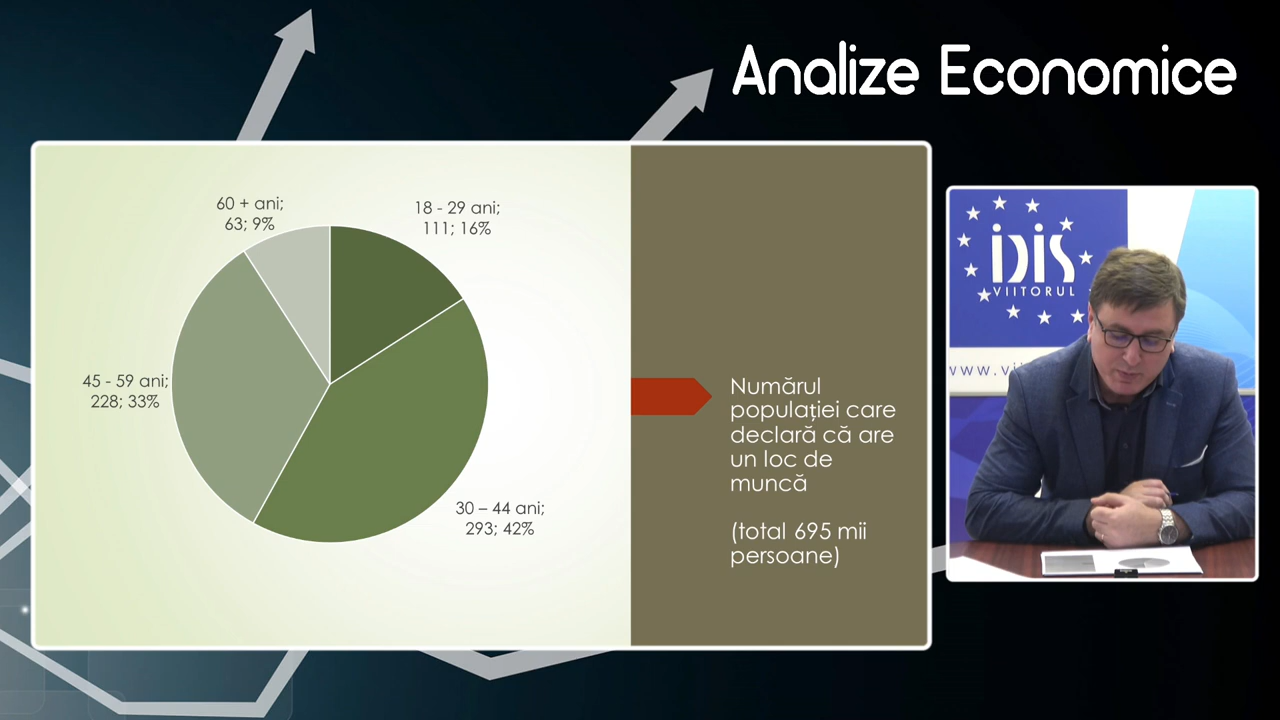 Analize Economice
60 + ani;
63; 9%
18 - 29 ani;
111; 16%
45 - 59 ani;
228; 33%
30 – 44 ani;
293; 42%
Numărul
populației care
declară că are
un loc de
muncă
(total 695 mii
persoane)
IDIS
VIITORUL
www.vi